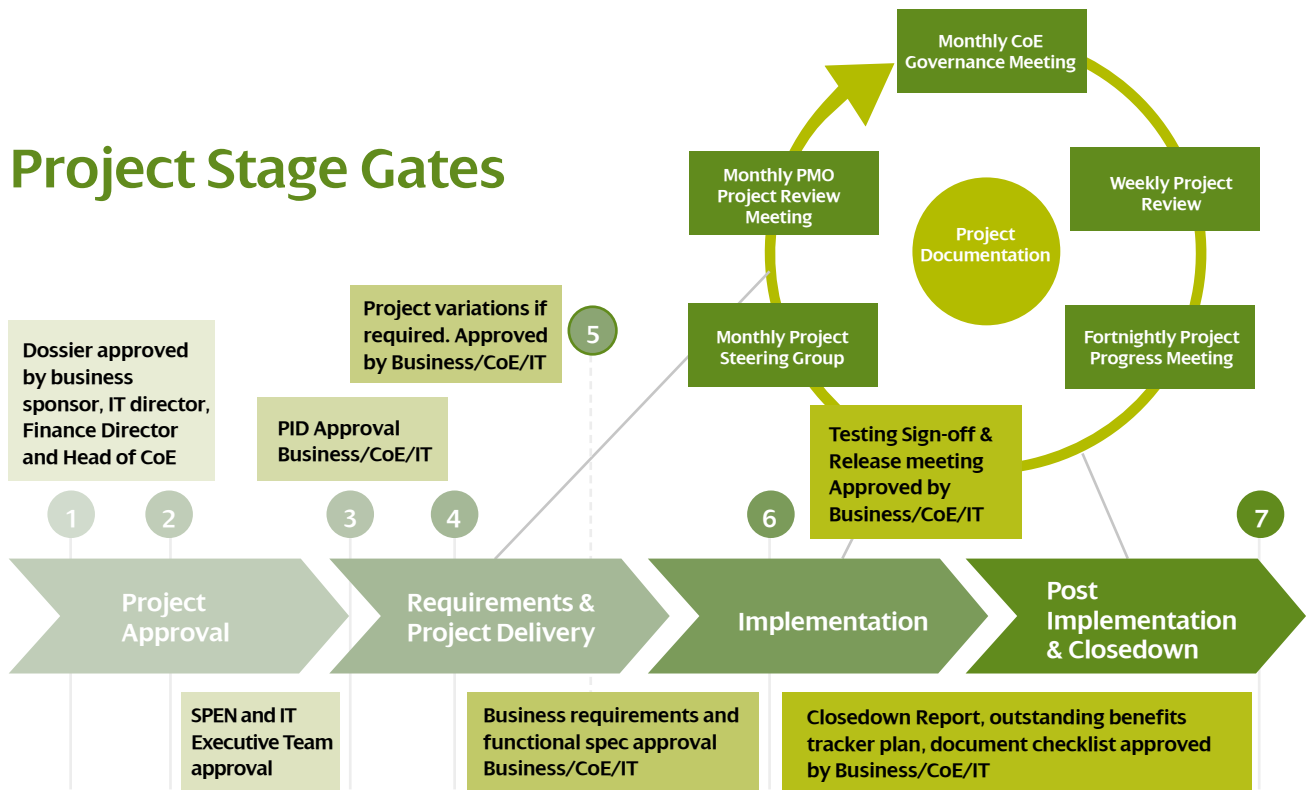 Project Stage Gates
Monthly CoE
Governance Meeting
Monthly PMO
Project Review
Meeting
Weekly Project
Review
Project
Documentation
Monthly Project
Steering Group
Fortnightly Project
Progress Meeting
Dossier approved
by business
sponsor, IT director,
Finance Director
and Head of CoE
PID Approval
Business/CoE/IT
Project variations if
required. Approved
by Business/CoE/IT
5
Testing Sign-off &
Release meeting
Approved by
Business/CoE/IT
1
2
3
4
6
7
Project
Approval
Requirements &
Project Delivery
Implementation
Post
Implementation
& Closedown
SPEN and IT
Executive Team
approval
Business requirements and
functional spec approval
Business/CoE/IT
Closedown Report, outstanding benefits
tracker plan, document checklist approved
by Business/CoE/IT